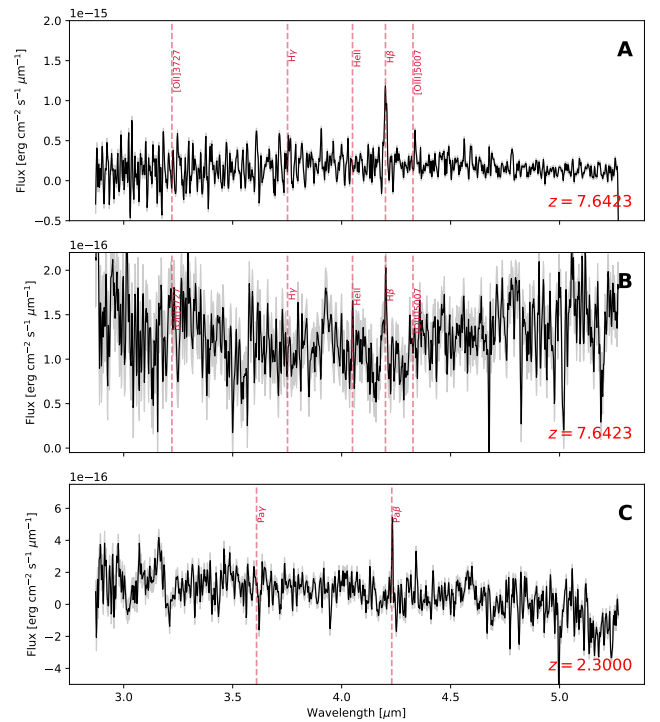 1e−15
A
[OII]3727
Hγ
HeII
Hβ
[OIII]5007
2.0
1.5
1.0
0.5
0.0
−0.5
Flux [erg cm⁻² s⁻¹ μm⁻¹]
z = 7.6423
1e−16
B
[OII]3727
Hγ
HeII
Hβ
[OIII]5007
2.0
1.5
1.0
0.5
0.0
Flux [erg cm⁻² s⁻¹ μm⁻¹]
z = 7.6423
1e−16
C
Paγ
Paβ
6
4
2
0
−2
−4
Flux [erg cm⁻² s⁻¹ μm⁻¹]
z = 2.3000
3.0 3.5 4.0 4.5 5.0
Wavelength [μm]